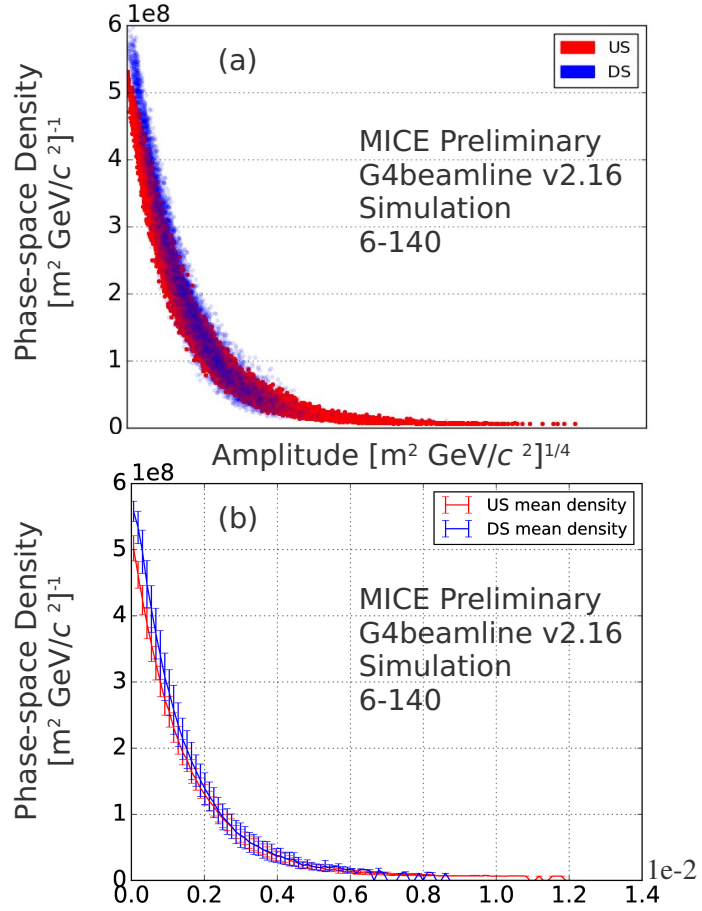 6 1e8
(a)
US
DS
5
4
3
2
1
0
MICE Preliminary
G4beamline v2.16
Simulation
6-140
Phase-space Density
[m² GeV/c ²]⁻¹
Amplitude [m² GeV/c ²]¹/⁴
6 1e8
(b)
US mean density
DS mean density
5
4
3
2
1
0
MICE Preliminary
G4beamline v2.16
Simulation
6-140
Phase-space Density
[m² GeV/c ²]⁻¹
1e-2
0.0 0.2 0.4 0.6 0.8 1.0 1.2 1.4